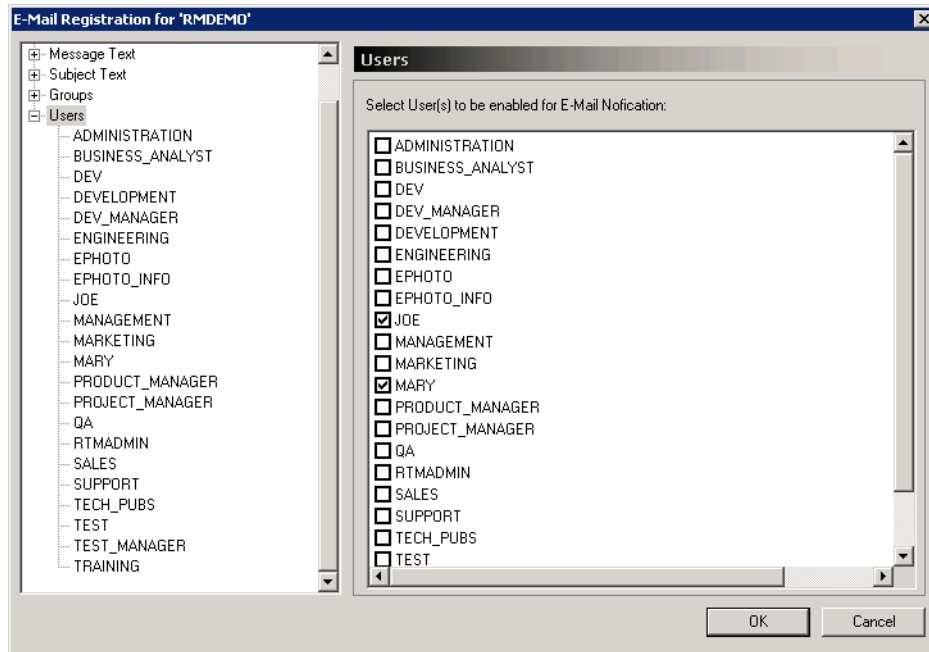 E-Mail Registration for 'RMDEMO'
Message Text
Subject Text
Groups
Users
ADMINISTRATION
BUSINESS_ANALYST
DEV
DEVELOPMENT
DEV_MANAGER
ENGINEERING
EPHOTO
EPHOTO_INFO
JOE
MANAGEMENT
MARKETING
MARY
PRODUCT_MANAGER
PROJECT_MANAGER
QA
RTMADMIN
SALES
SUPPORT
TECH_PUBS
TEST
TEST_MANAGER
TRAINING
Users
Select User(s) to be enabled for E-Mail Nofication:
ADMINISTRATION
BUSINESS_ANALYST
DEV
DEV_MANAGER
DEVELOPMENT
ENGINEERING
EPHOTO
EPHOTO_INFO
JOE
MANAGEMENT
MARKETING
MARY
PRODUCT_MANAGER
PROJECT_MANAGER
QA
RTMADMIN
SALES
SUPPORT
TECH_PUBS
TEST
OK
Cancel